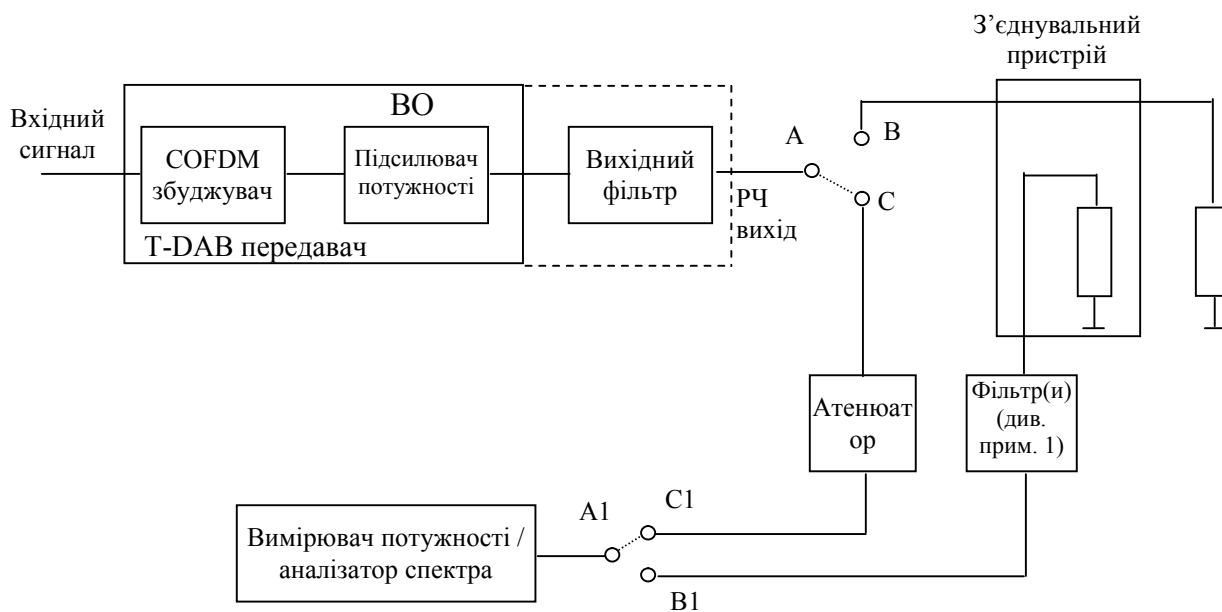 З’єднувальний
пристрій
Вхідний
сигнал
ВО
COFDM
збуджувач
Підсилювач
потужності
Вихідний
фільтр
T-DAB передавач
РЧ
вихід
A
B
C
Атенюат
ор
Фільтр(и)
(див.
прим. 1)
Вимірювач потужності /
аналізатор спектра
A1
C1
B1